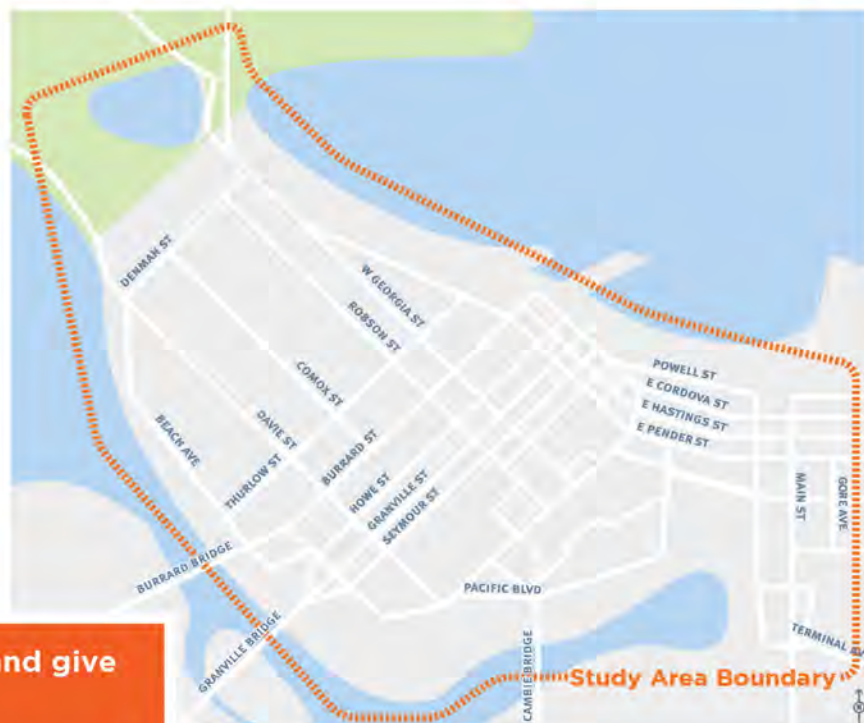 DENMAN ST
W GEORGIA ST
ROBSON ST
COMOX ST
DAVIE ST
BEACH AVE
THURLOW ST
BURRARD ST
HOWE ST
GRANVILLE ST
SEYMOUR ST
POWELL ST
E CORDOVA ST
E HASTINGS ST
E PENDER ST
MAIN ST
GORE AVE
BURRARD BRIDGE
PACIFIC BLVD
GRANVILLE BRIDGE
CAMBIE BRIDGE
TERMINAL
Study Area Boundary
and give